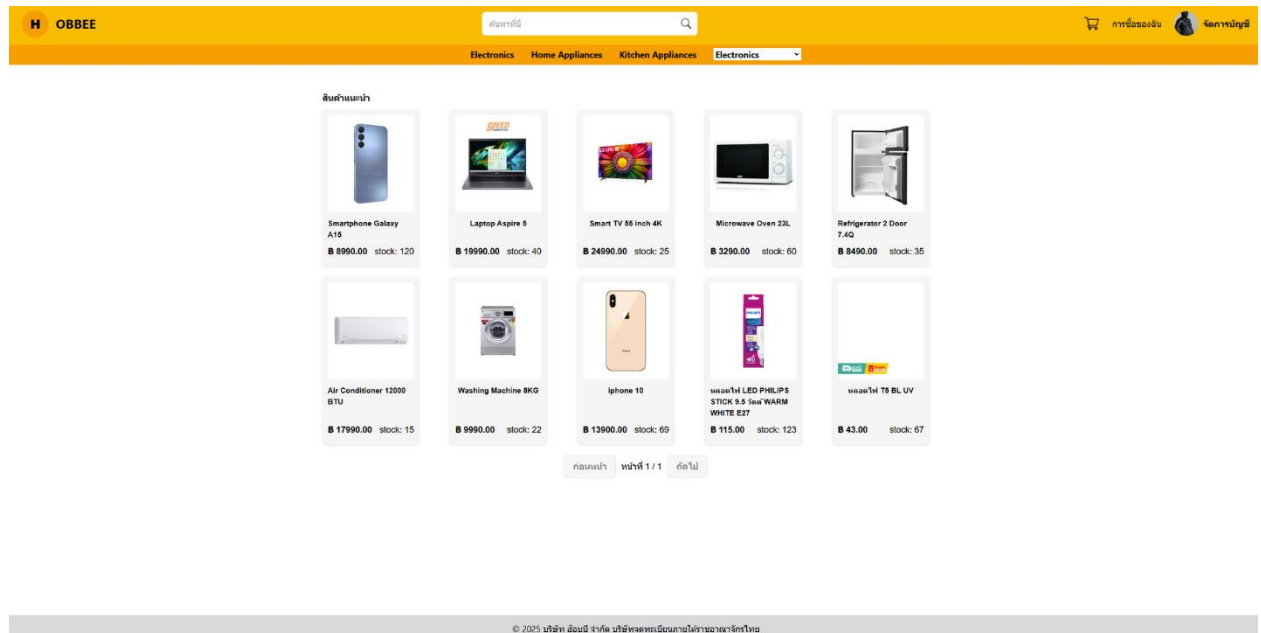 H OBBEE
ค้นหาที่นี่
การซื้อของฉัน
จัดการบัญชี
Electronics Home Appliances Kitchen Appliances Electronics
สินค้าแนะนำ
SPEED
Smartphone Galaxy
A15
฿ 8990.00 stock: 120
Laptop Aspire 5
฿ 19990.00 stock: 40
Smart TV 55 inch 4K
฿ 24990.00 stock: 25
Microwave Oven 23L
฿ 3290.00 stock: 60
Refrigerator 2 Door
7.4Q
฿ 8490.00 stock: 35
Air Conditioner 12000
BTU
฿ 17990.00 stock: 15
Washing Machine 8KG
฿ 9990.00 stock: 22
iphone 10
฿ 13900.00 stock: 69
PHILIPS
หลอดไฟ LED PHILIPS
STICK 9.5 วัตต์ WARM
WHITE E27
฿ 115.00 stock: 123
หลอดไฟ T5 BL UV
฿ 43.00 stock: 67
ก่อนหน้า หน้าที่ 1 / 1 ถัดไป
© 2025 บริษัท ฮ้อบบี จำกัด บริษัทจดทะเบียนภายใต้ราชอาณาจักรไทย